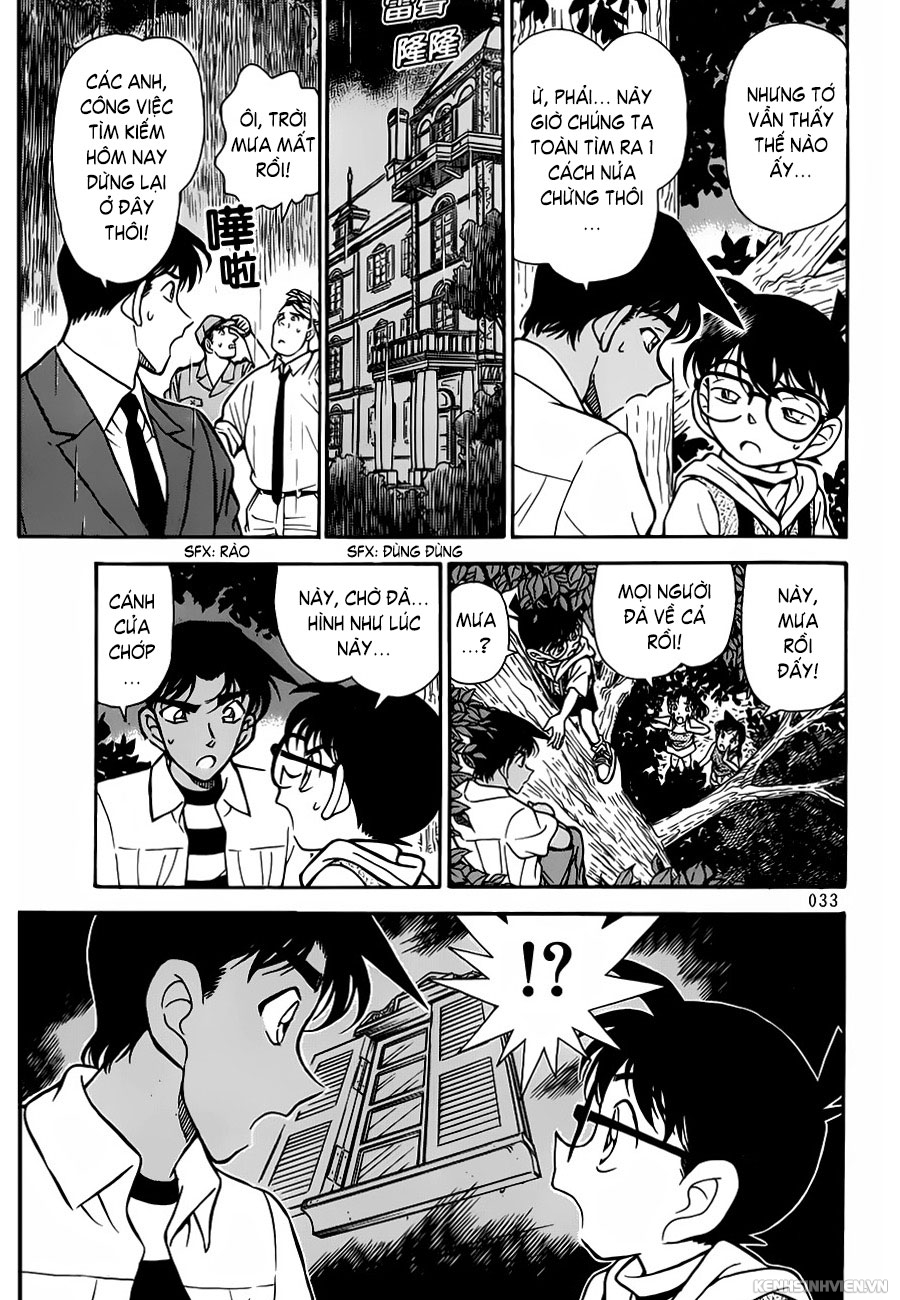 NHƯNG TỚ
VẪN THẤY
THẾ NÀO
ẤY...
Ừ, PHẢI... NÀY
GIỜ CHÚNG TA
TOÀN TÌM RA 1
CÁCH NỬA
CHỪNG THÔI
...
雷聲
隆隆
ÔI, TRỜI
MƯA MẤT
RỒI!
嘩
啦
CÁC ANH,
CÔNG VIỆC
TÌM KIẾM
HÔM NAY
DỪNG LẠI
Ở ĐÂY
THÔI!
SFX: ĐÙNG ĐÙNG
SFX: RÀO
NÀY,
MƯA
RỒI
ĐẤY!
MỌI NGƯỜI
ĐÃ VỀ CẢ
RỒI!
MƯA
...?
NÀY, CHỜ ĐÃ...
HÌNH NHƯ LÚC
NÀY...
CÁNH
CỬA
CHỚP
...
033
!?
KENHSINHVIEN.VN